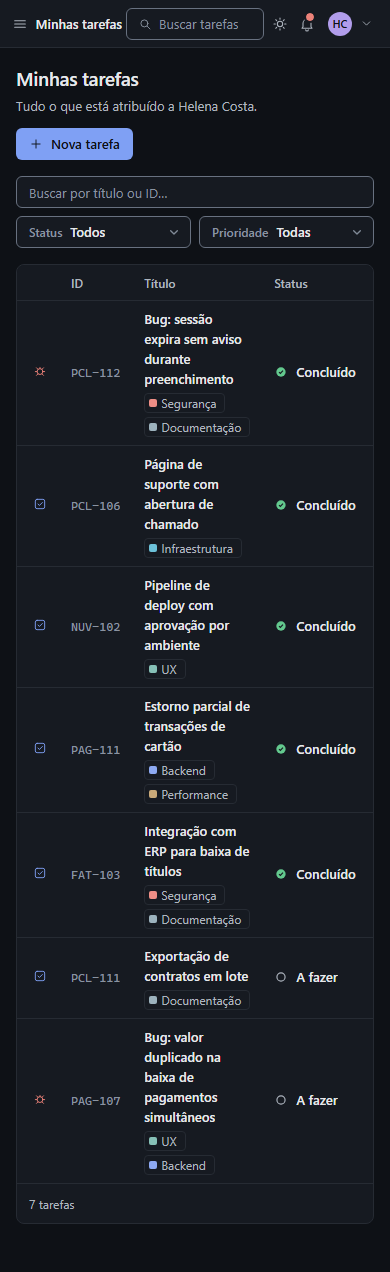 Minhas tarefas
Buscar tarefas
HC
Minhas tarefas
Tudo o que está atribuído a Helena Costa.
Nova tarefa
Buscar por título ou ID...
Status Todos
Prioridade Todas
ID Título Status
Bug: sessão
expira sem aviso
durante
preenchimento
Segurança
Documentação
PCL-112
Concluído
Página de
suporte com
abertura de
chamado
Infraestrutura
PCL-106
Concluído
Pipeline de
deploy com
aprovação por
ambiente
UX
NUV-102
Concluído
Estorno parcial de
transações de
cartão
Backend
Performance
PAG-111
Concluído
Integração com
ERP para baixa de
títulos
Segurança
Documentação
FAT-103
Concluído
Exportação de
contratos em lote
Documentação
PCL-111
A fazer
Bug: valor
duplicado na
baixa de
pagamentos
simultâneos
UX
Backend
PAG-107
A fazer
7 tarefas